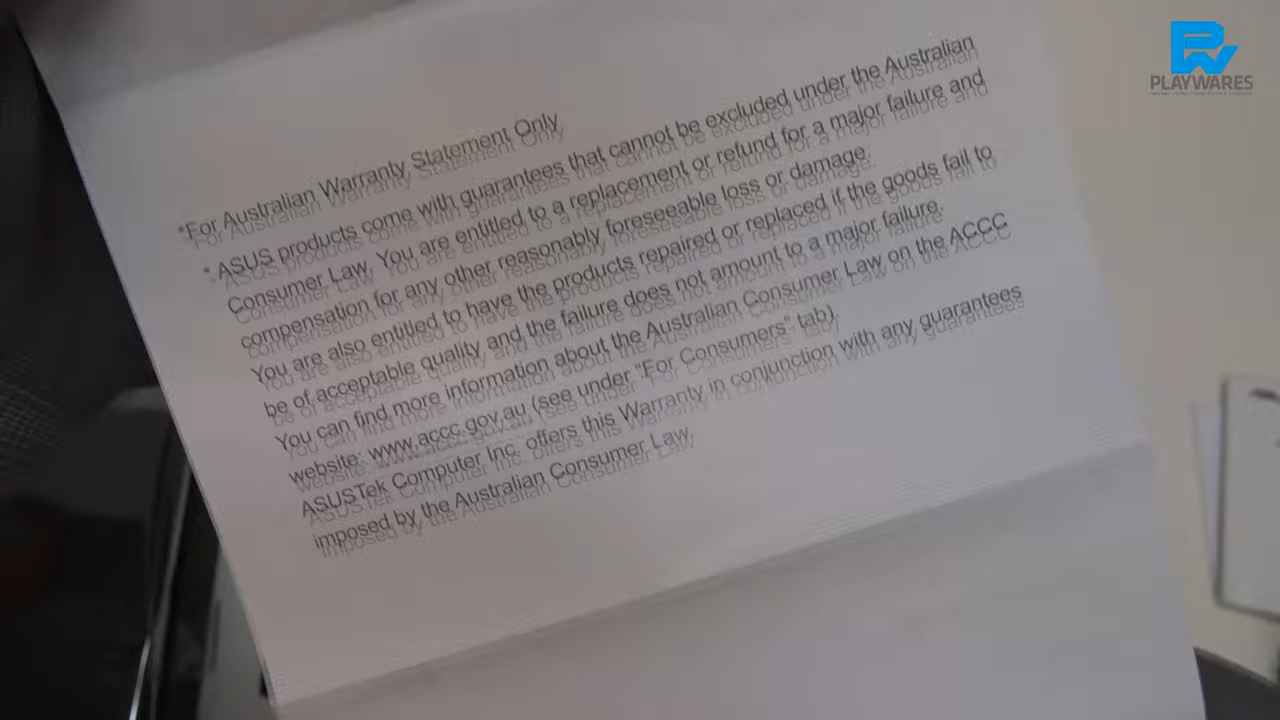 *For Australian Warranty Statement Only
* ASUS products come with guarantees that cannot be excluded under the Australian
Consumer Law. You are entitled to a replacement or refund for a major failure and
compensation for any other reasonably foreseeable loss or damage.
You are also entitled to have the products repaired or replaced if the goods fail to
be of acceptable quality and the failure does not amount to a major failure.
You can find more information about the Australian Consumer Law on the ACCC
website: www.accc.gov.au (see under "For Consumers" tab).
ASUSTek Computer Inc. offers this Warranty in conjunction with any guarantees
imposed by the Australian Consumer Law.
PLAYWARES